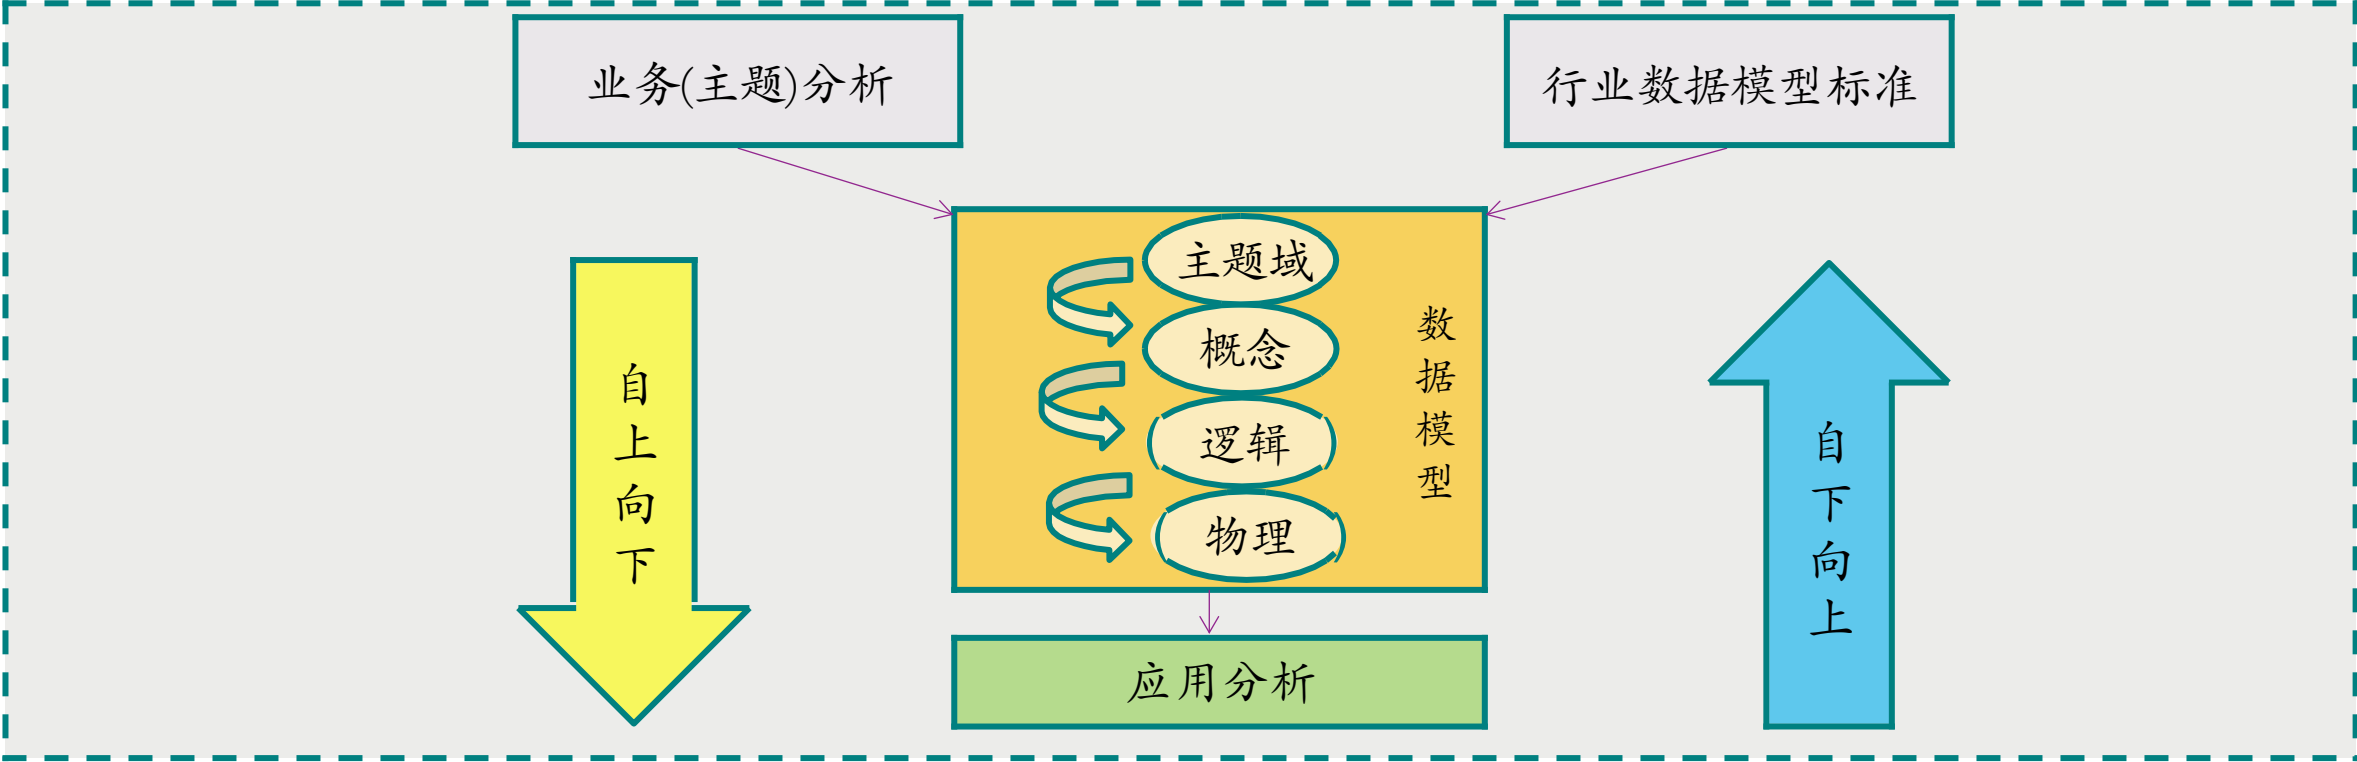 业务(主题)分析
行业数据模型标准
主题域
概念
逻辑
物理
数据模型
自上向下
自下向上
应用分析